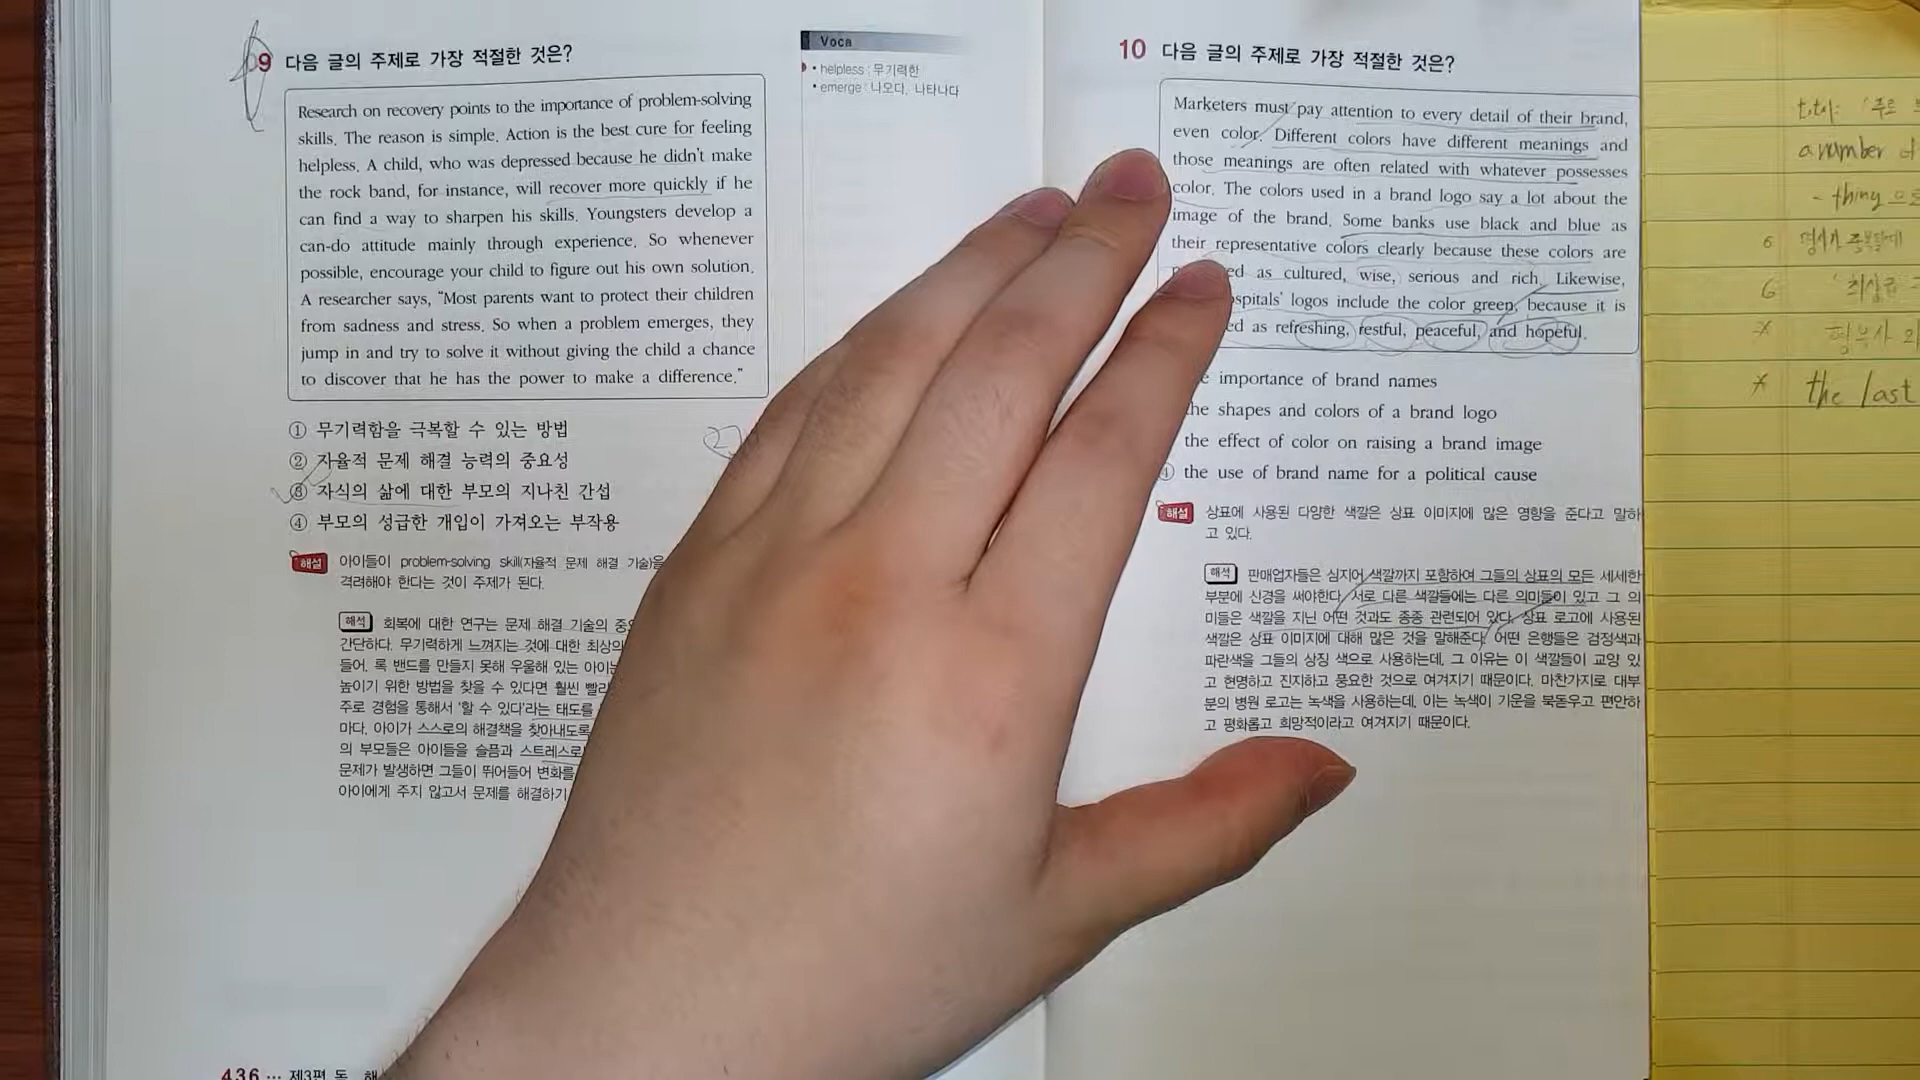 9 다음 글의 주제로 가장 적절한 것은?
Research on recovery points to the importance of problem-solving
skills. The reason is simple. Action is the best cure for feeling
helpless. A child, who was depressed because he didn't make
the rock band, for instance, will recover more quickly if he
can find a way to sharpen his skills. Youngsters develop a
can-do attitude mainly through experience. So whenever
possible, encourage your child to figure out his own solution.
A researcher says, “Most parents want to protect their children
from sadness and stress. So when a problem emerges, they
jump in and try to solve it without giving the child a chance
to discover that he has the power to make a difference.”
① 무기력함을 극복할 수 있는 방법
② 자율적 문제 해결 능력의 중요성
③ 자식의 삶에 대한 부모의 지나친 간섭
④ 부모의 성급한 개입이 가져오는 부작용
해설 아이들이 problem-solving skill(자율적 문제 해결 기술)을
격려해야 한다는 것이 주제가 된다.
해석 회복에 대한 연구는 문제 해결 기술의
간단하다. 무기력하게 느껴지는 것에 대한 최상의
들어, 록 밴드를 만들지 못해 우울해 있는
높이기 위한 방법을 찾을 수 있다면 훨씬
주로 경험을 통해서 '할 수 있다'라는 태도를
마다, 아이가 스스로의 해결책을 찾아내도록
의 부모들은 아이들을 슬픔과
문제가 발생하면 그들이 뛰어들어 변화를
아이에게 주지 않고서 문제를
436 … 제3편 독 해
Voca
• helpless : 무기력한
• emerge : 나오다, 나타나다
10 다음 글의 주제로 가장 적절한 것은?
Marketers must pay attention to every detail of their brand,
even color. Different colors have different meanings and
those meanings are often related with whatever possesses
color. The colors used in a brand logo say a lot about the
image of the brand. Some banks use black and blue as
their representative colors clearly because these colors are
as cultured, wise, serious and rich. Likewise,
logos include the color green, because it is
as refreshing, restful, peaceful, and hopeful.
importance of brand names
the shapes and colors of a brand logo
the effect of color on raising a brand image
④ the use of brand name for a political cause
해설 상표에 사용된 다양한 색깔은 상표 이미지에 많은 영향을 준다고 말하
고 있다.
해석 판매업자들은 심지어 색깔까지 포함하여 그들의 상표의 모든 세세한
부분에 신경을 써야한다. 서로 다른 색깔들에는 다른 의미들이 있고 그 의
미들은 색깔을 지닌 어떤 것과도 종종 관련되어 있다. 상표 로고에 사용된
색깔은 상표 이미지에 대해 많은 것을 말해준다. 어떤 은행들은 검정색과
파란색을 그들의 상징 색으로 사용하는데, 그 이유는 이 색깔들이 교양 있
고 현명하고 진지하고 풍요한 것으로 여겨지기 때문이다. 마찬가지로 대부
분의 병원 로고는 녹색을 사용하는데, 이는 녹색이 기운을 북돋우고 편안하
고 평화롭고 희망적이라고 여겨지기 때문이다.
a number of
- thing
the last